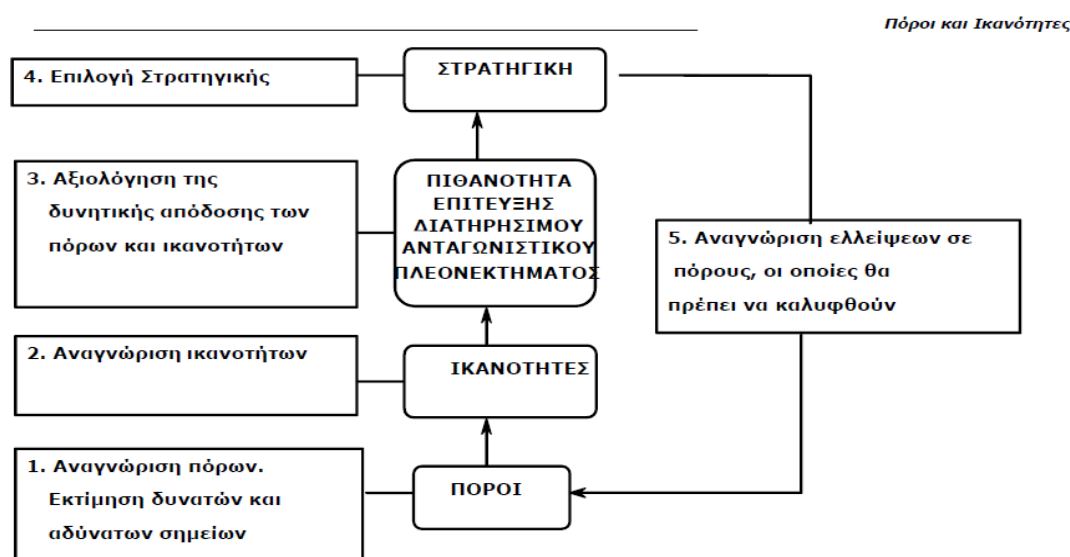 Πόροι και Ικανότητες
4. Επιλογή Στρατηγικής
ΣΤΡΑΤΗΓΙΚΗ
3. Αξιολόγηση της
δυνητικής απόδοσης των
πόρων και ικανοτήτων
ΠΙΘΑΝΟΤΗΤΑ
ΕΠΙΤΕΥΞΗΣ
ΔΙΑΤΗΡΗΣΙΜΟΥ
ΑΝΤΑΓΩΝΙΣΤΙΚΟΥ
ΠΛΕΟΝΕΚΤΗΜΑΤΟΣ
5. Αναγνώριση ελλείψεων σε
πόρους, οι οποίες θα
πρέπει να καλυφθούν
2. Αναγνώριση ικανοτήτων
ΙΚΑΝΟΤΗΤΕΣ
1. Αναγνώριση πόρων.
Εκτίμηση δυνατών και
αδύνατων σημείων
ΠΟΡΟΙ